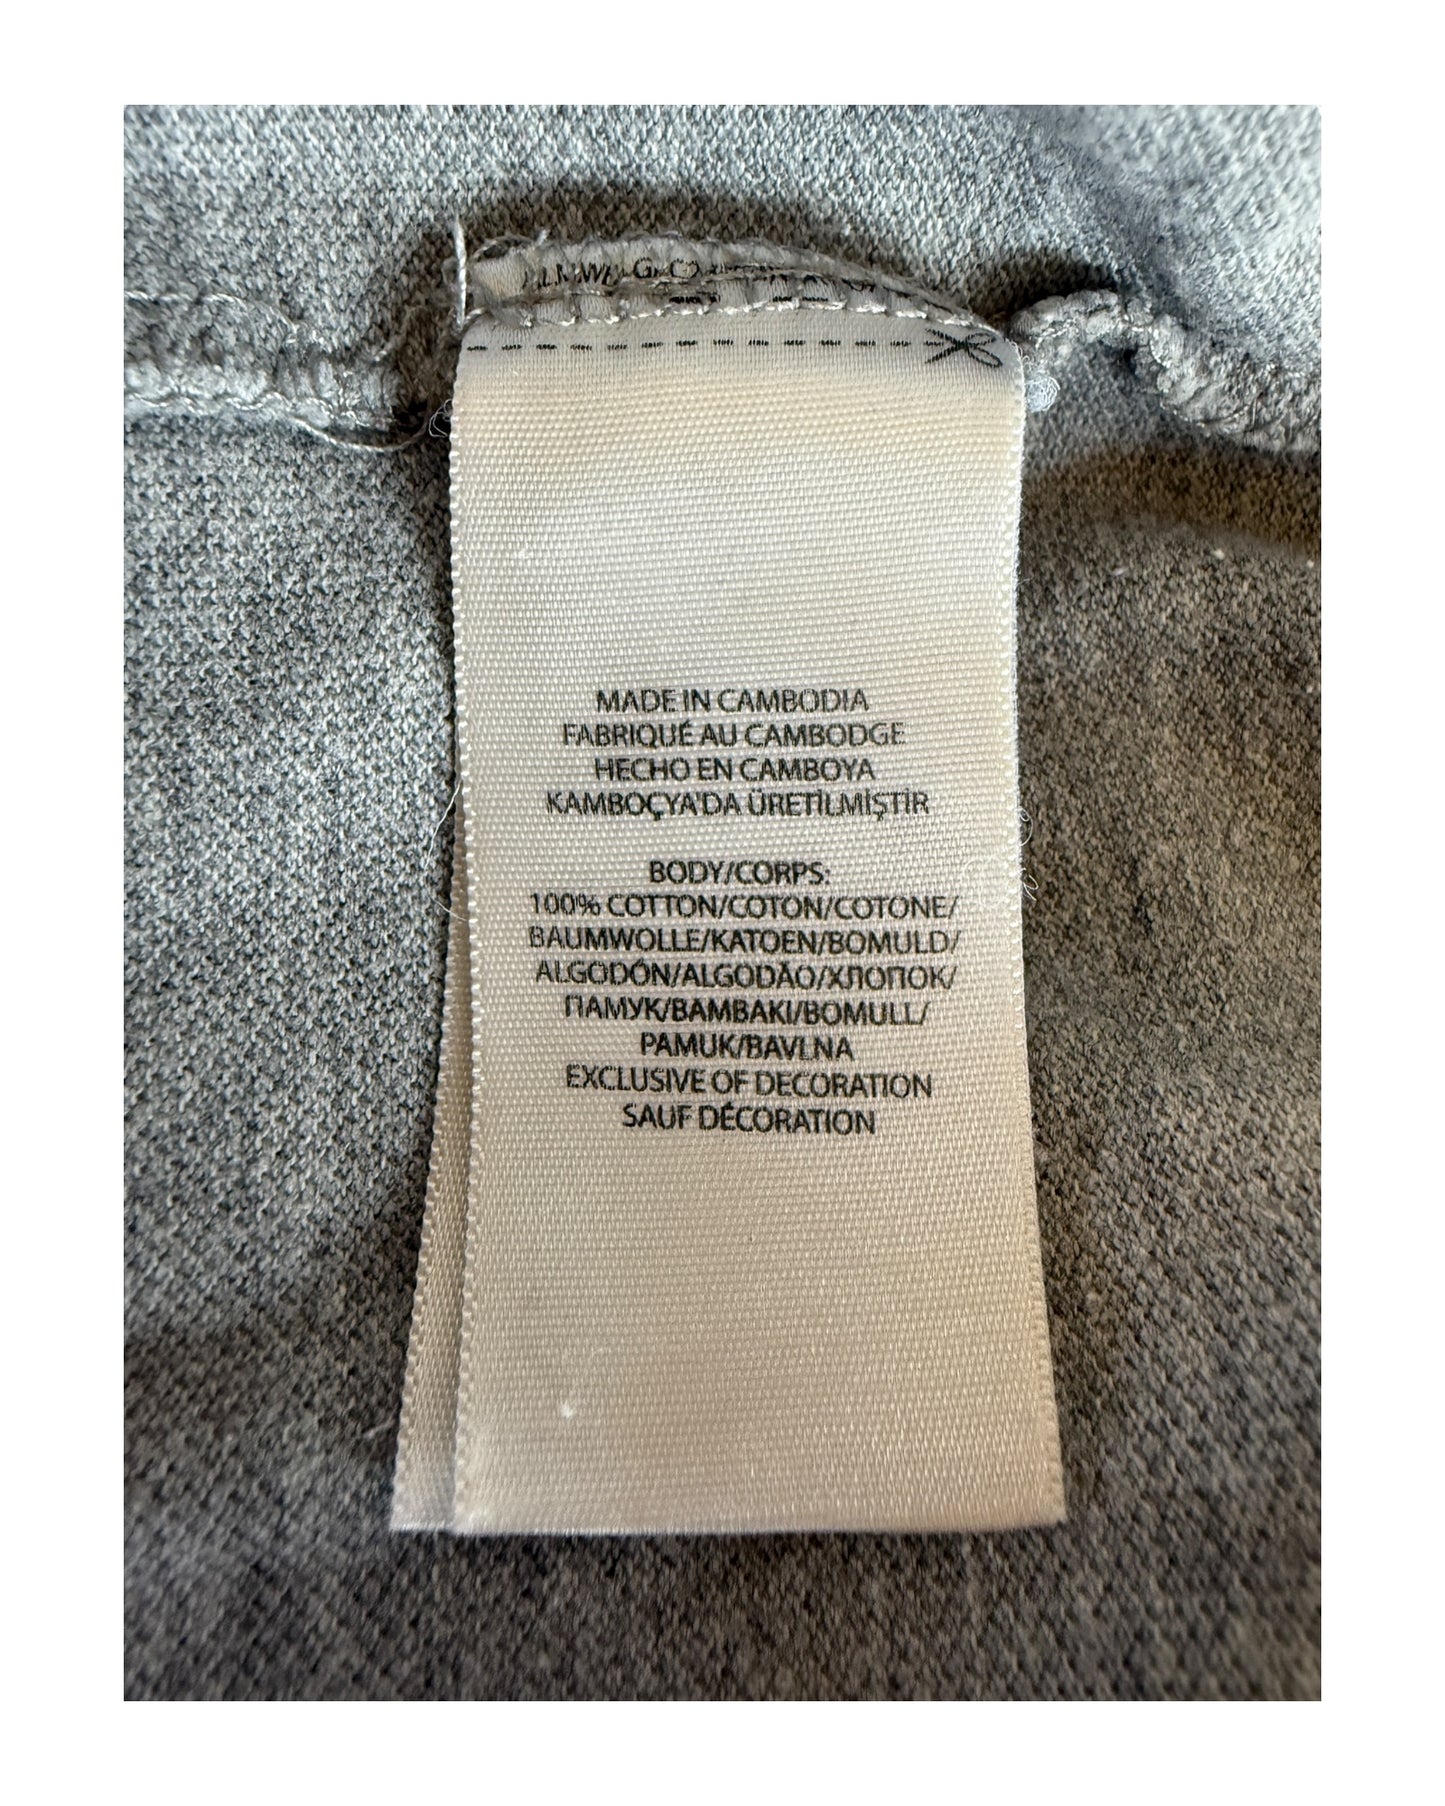 MADE IN CAMBODIA
FABRIQUÉ AU CAMBODGE
HECHO EN CAMBOYA
KAMBOÇYA'DA ÜRETİLMİŞTİR
BODY/CORPS:
100% COTTON/COTON/COTONE/
BAUMWOLLE/KATOEN/BOMULD/
ALGODÓN/ALGODÃO/ХЛОПОК/
ПАМУК/BAMBAKI/BOMULL/
PAMUK/BAVLNA
EXCLUSIVE OF DECORATION
SAUF DÉCORATION